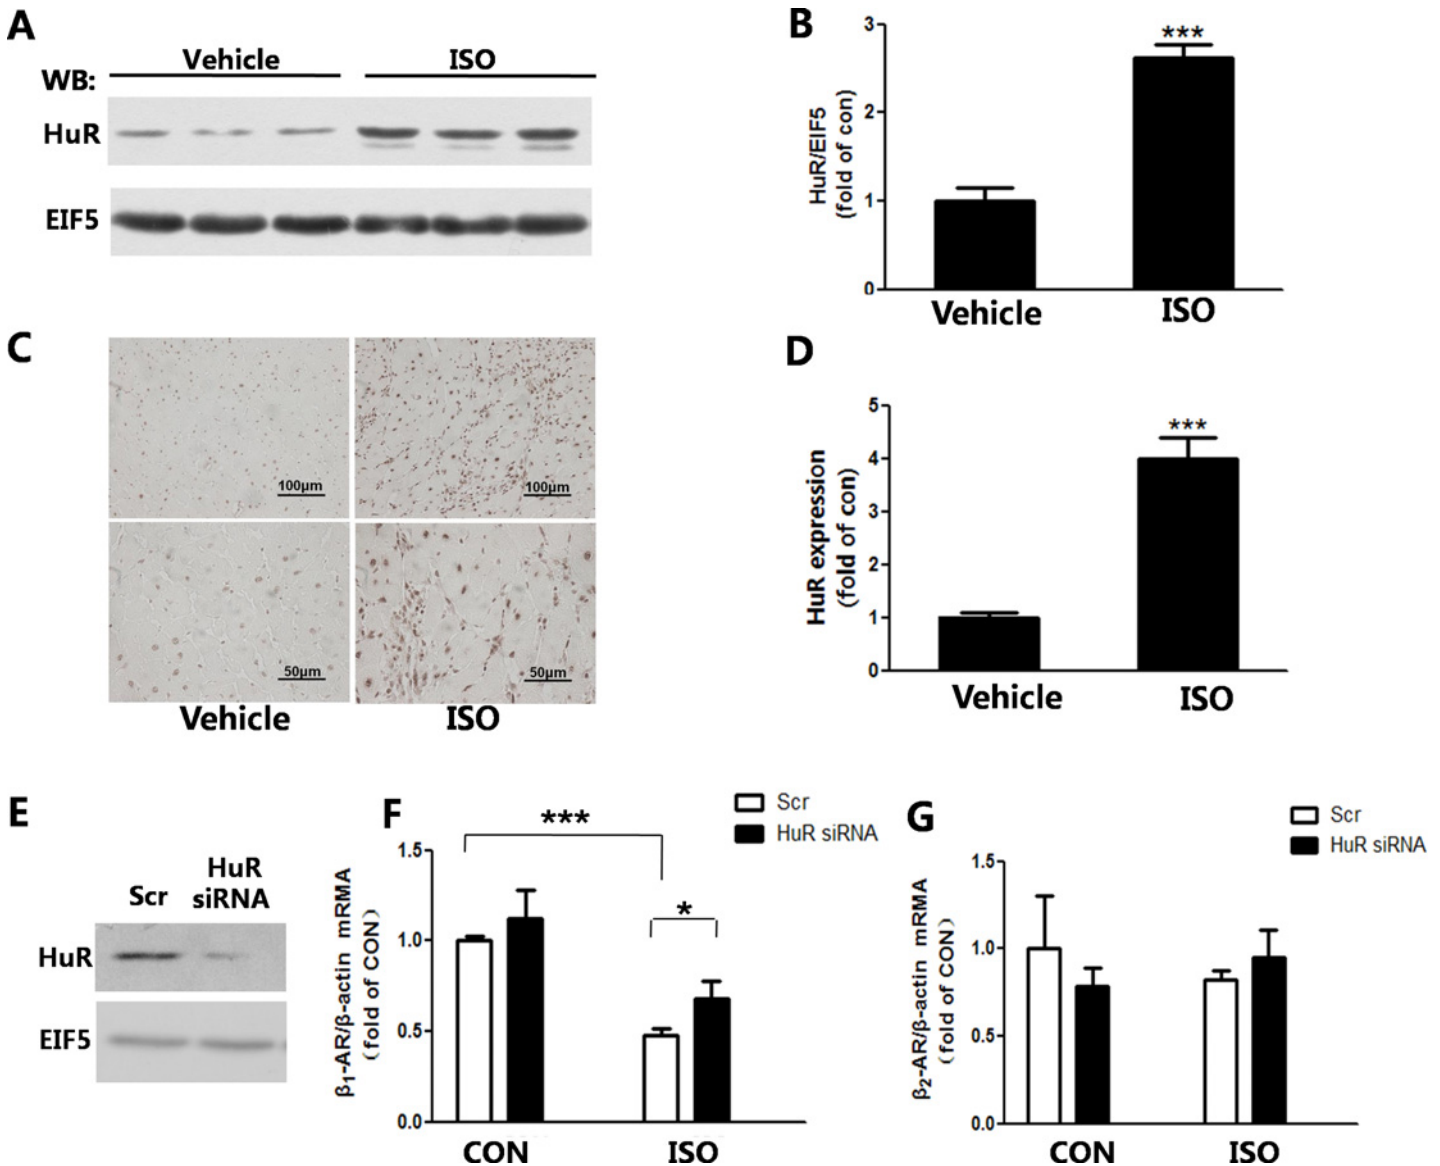 A
Vehicle
ISO
WB:
HuR
EIF5
B
HuR/EIF5
(fold of con)
3
2
1
0
***
Vehicle
ISO
C
100μm
100μm
50μm
50μm
Vehicle
ISO
D
HuR expression
(fold of con)
5
4
3
2
1
0
***
Vehicle
ISO
E
Scr
HuR
siRNA
HuR
EIF5
F
Scr
HuR siRNA
β1-AR/β-actin mRMA
(fold of CON)
1.5
1.0
0.5
0.0
***
*
CON
ISO
G
Scr
HuR siRNA
β2-AR/β-actin mRMA
(fold of CON)
1.5
1.0
0.5
0.0
CON
ISO